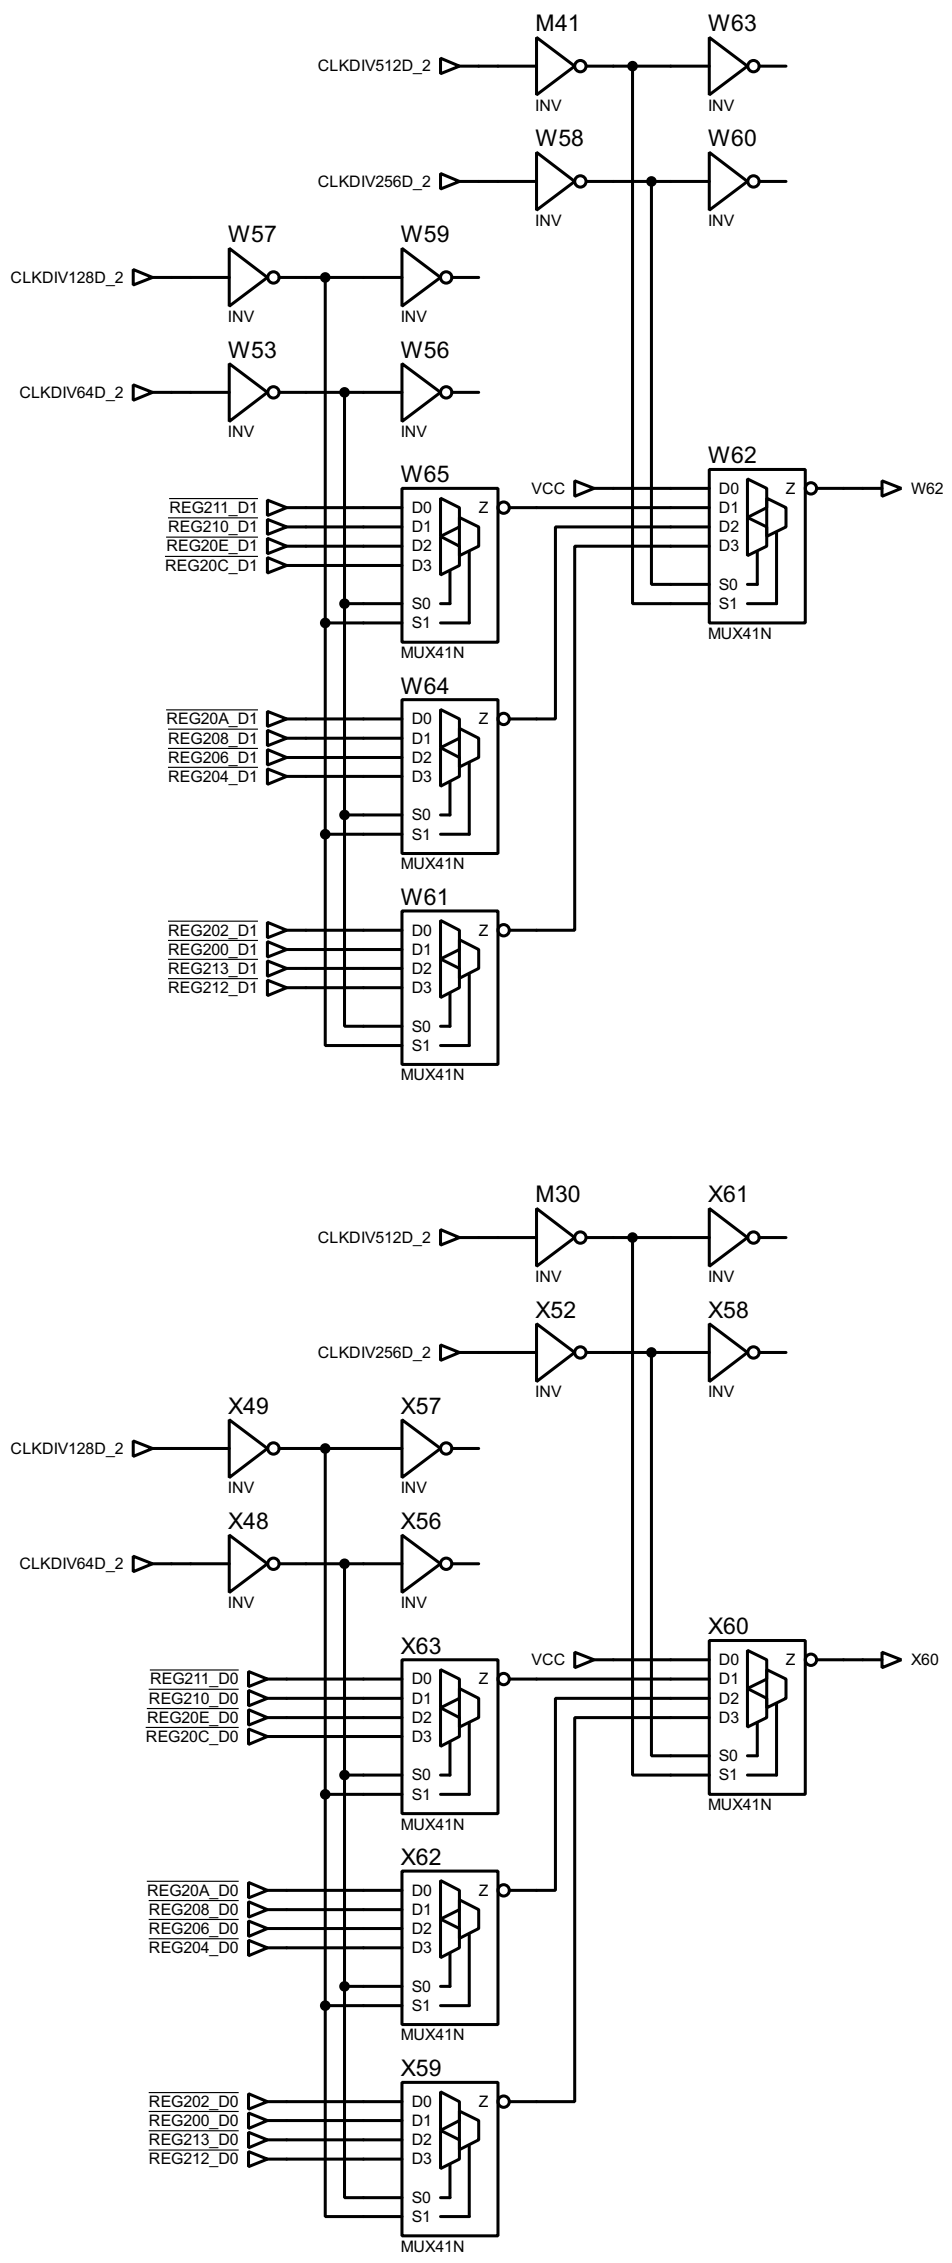 M41 W63
CLKDIV512D_2
INV INV
W58 W60
CLKDIV256D_2
INV INV
W57 W59
CLKDIV128D_2
INV INV
W53 W56
CLKDIV64D_2
INV INV
W65 W62
VCC D0 Z W62
REG211_D1 D0 Z D1
REG210_D1 D1 D2
REG20E_D1 D2 D3
REG20C_D1 D3
S0
S0 S1
S1
MUX41N
MUX41N
W64
REG20A_D1 D0 Z
REG208_D1 D1
REG206_D1 D2
REG204_D1 D3
S0
S1
MUX41N
W61
REG202_D1 D0 Z
REG200_D1 D1
REG213_D1 D2
REG212_D1 D3
S0
S1
MUX41N
M30 X61
CLKDIV512D_2
INV INV
X52 X58
CLKDIV256D_2
INV INV
X49 X57
CLKDIV128D_2
INV INV
X48 X56
CLKDIV64D_2
INV INV
X63 X60
VCC D0 Z X60
REG211_D0 D0 Z D1
REG210_D0 D1 D2
REG20E_D0 D2 D3
REG20C_D0 D3
S0
S0 S1
S1
MUX41N
MUX41N
X62
REG20A_D0 D0 Z
REG208_D0 D1
REG206_D0 D2
REG204_D0 D3
S0
S1
MUX41N
X59
REG202_D0 D0 Z
REG200_D0 D1
REG213_D0 D2
REG212_D0 D3
S0
S1
MUX41N